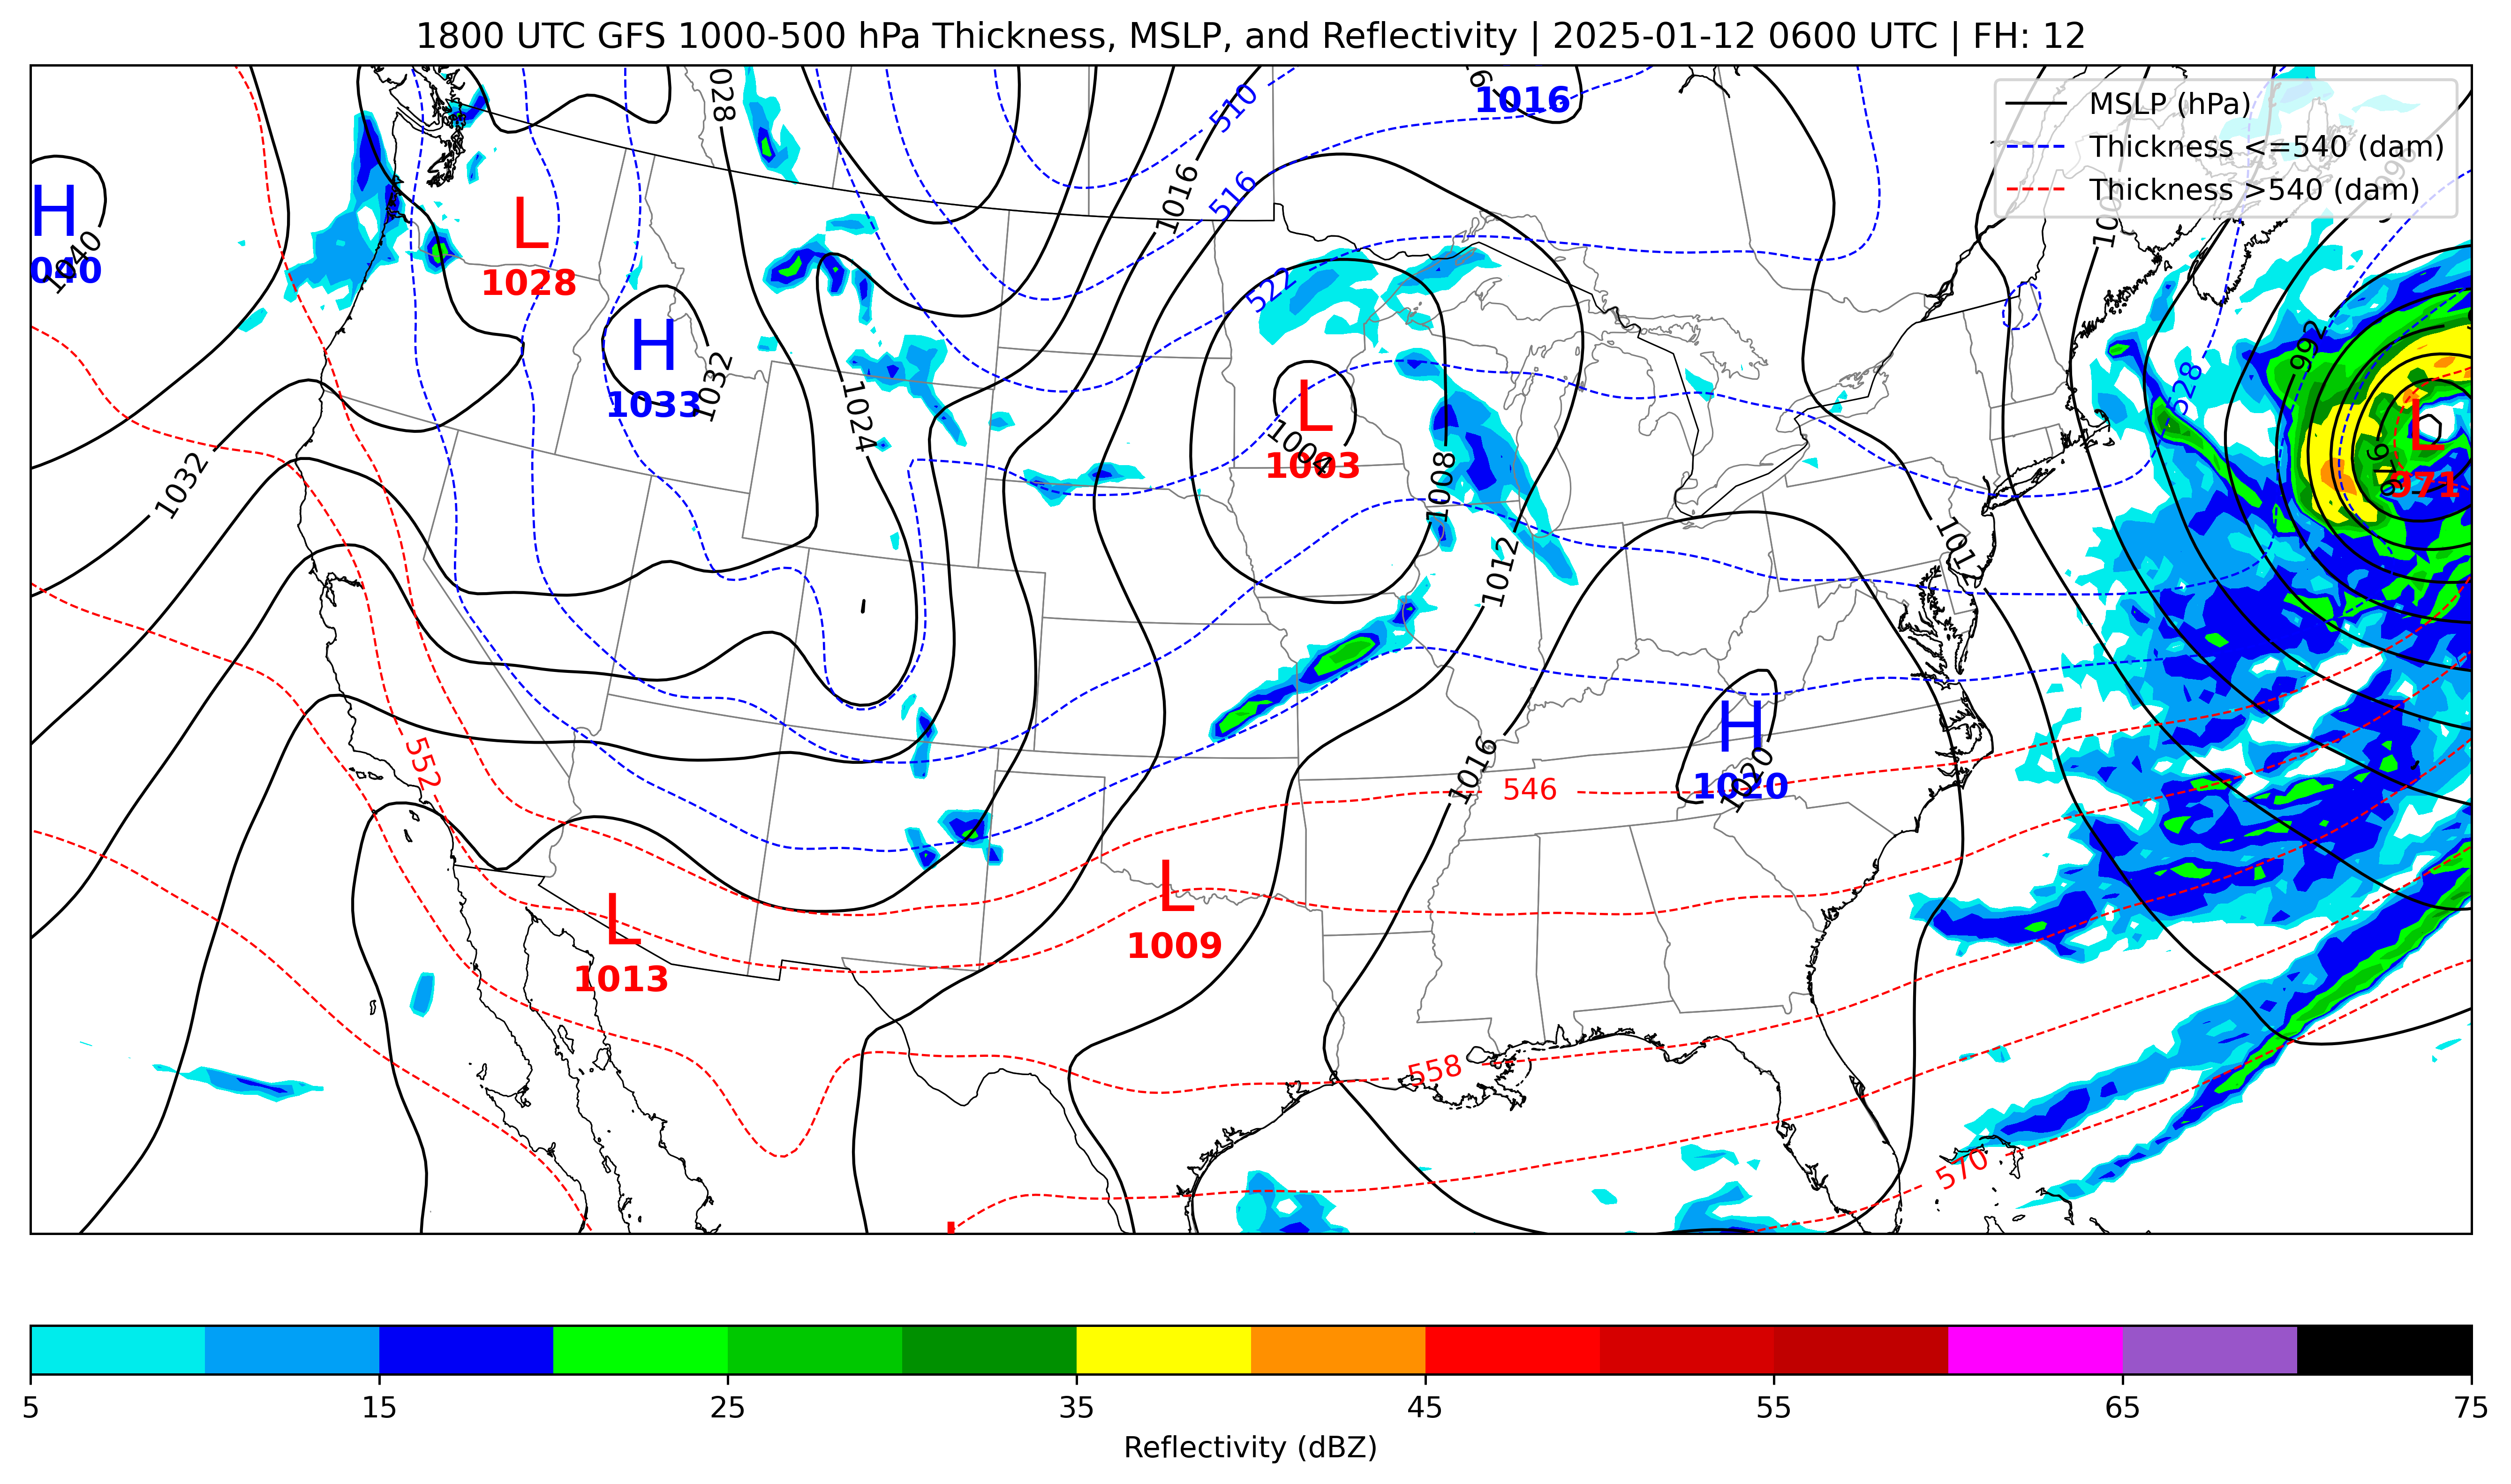 1800 UTC GFS 1000-500 hPa Thickness, MSLP, and Reflectivity | 2025-01-12 0600 UTC | FH: 12
MSLP (hPa)
Thickness <=540 (dam)
Thickness >540 (dam)
1016
510
516
1016
H
040
1040
L
1028
522
992
528
H
1033
1032
1024
L
1004
1003
1008
L
971
1032
1012
1012
552
H
1020
1020
1016
546
L
1009
L
1013
558
570
5
15
25
35
45
55
65
75
Reflectivity (dBZ)